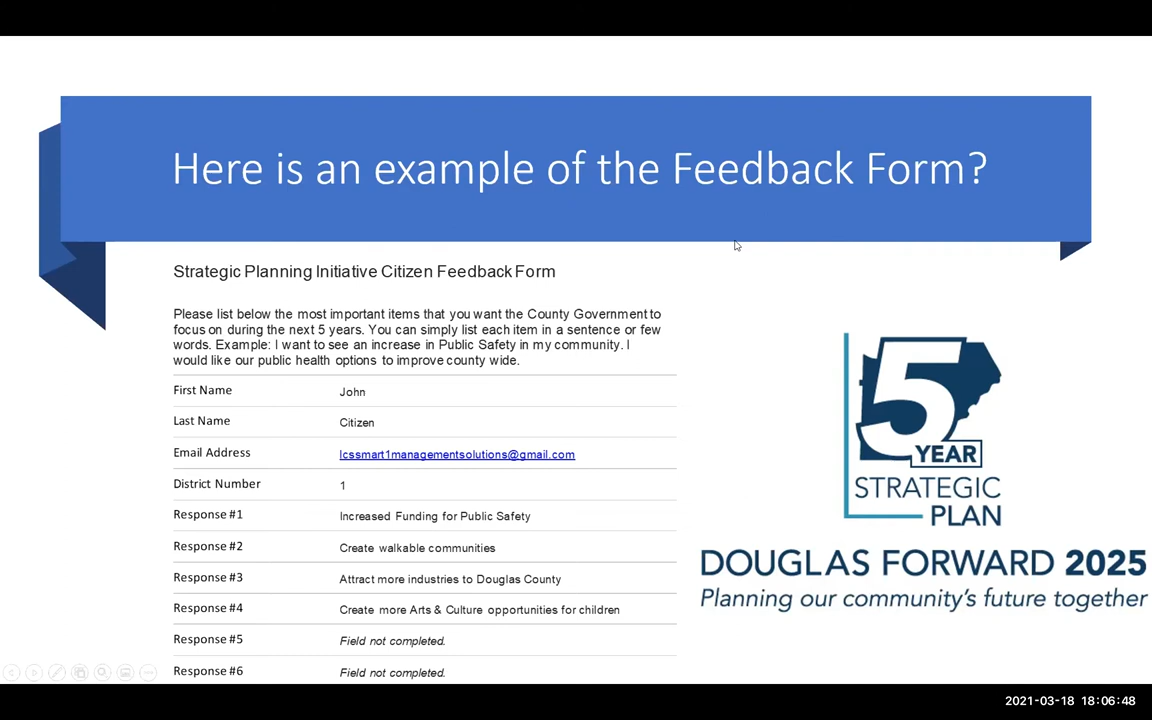 Here is an example of the Feedback Form?
Strategic Planning Initiative Citizen Feedback Form
Please list below the most important items that you want the County Government to
focus on during the next 5 years. You can simply list each item in a sentence or few
words. Example: I want to see an increase in Public Safety in my community. I
would like our public health options to improve county wide.
First Name John
Last Name Citizen
Email Address lcssmart1managementsolutions@gmail.com
District Number 1
Response #1 Increased Funding for Public Safety
Response #2 Create walkable communities
Response #3 Attract more industries to Douglas County
Response #4 Create more Arts & Culture opportunities for children
Response #5 Field not completed.
Response #6 Field not completed.
5
YEAR
STRATEGIC
PLAN
DOUGLAS FORWARD 2025
Planning our community's future together
2021-03-18 18:06:48